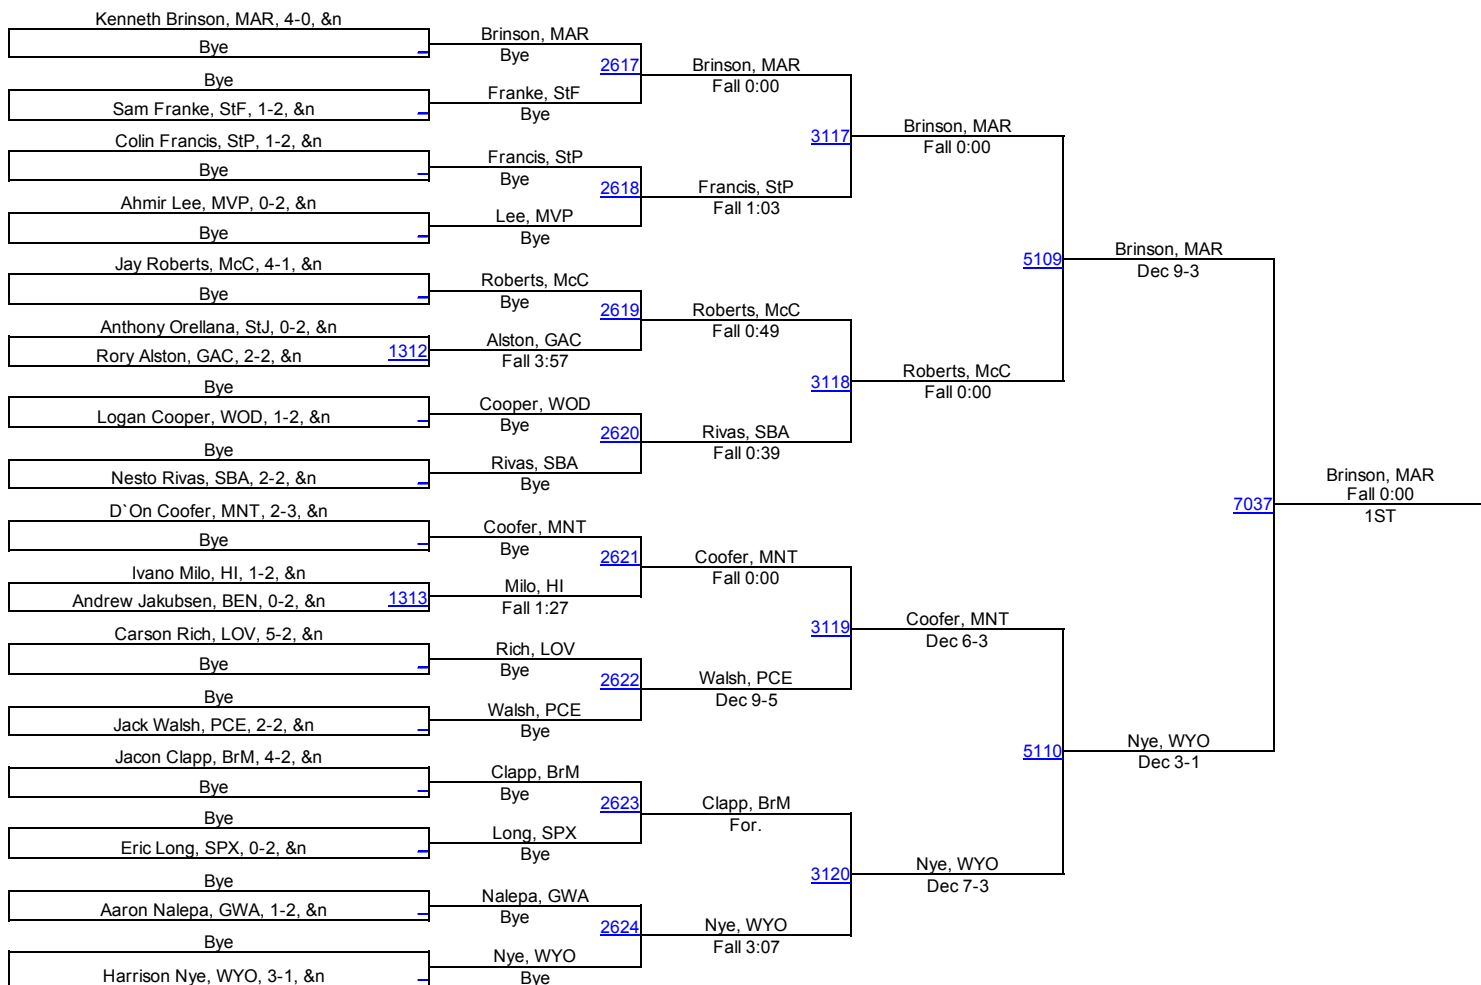 Kenneth Brinson, MAR, 4-0, &n
Bye
Bye
Sam Franke, StF, 1-2, &n
Colin Francis, StP, 1-2, &n
Bye
Ahmir Lee, MVP, 0-2, &n
Bye
Jay Roberts, McC, 4-1, &n
Bye
Anthony Orellana, StJ, 0-2, &n
Rory Alston, GAC, 2-2, &n
1312
Bye
Logan Cooper, WOD, 1-2, &n
Bye
Nesto Rivas, SBA, 2-2, &n
D`On Coofer, MNT, 2-3, &n
Bye
Ivano Milo, HI, 1-2, &n
Andrew Jakubsen, BEN, 0-2, &n
1313
Carson Rich, LOV, 5-2, &n
Bye
Bye
Jack Walsh, PCE, 2-2, &n
Jacon Clapp, BrM, 4-2, &n
Bye
Bye
Eric Long, SPX, 0-2, &n
Bye
Aaron Nalepa, GWA, 1-2, &n
Bye
Harrison Nye, WYO, 3-1, &n
Brinson, MAR
Bye
2617
Franke, StF
Bye
Francis, StP
Bye
2618
Lee, MVP
Bye
Roberts, McC
Bye
2619
Alston, GAC
Fall 3:57
Cooper, WOD
Bye
2620
Rivas, SBA
Bye
Coofer, MNT
Bye
2621
Milo, HI
Fall 1:27
Rich, LOV
Bye
2622
Walsh, PCE
Bye
Clapp, BrM
Bye
2623
Long, SPX
Bye
Nalepa, GWA
Bye
2624
Nye, WYO
Bye
Brinson, MAR
Fall 0:00
3117
Francis, StP
Fall 1:03
Roberts, McC
Fall 0:49
3118
Rivas, SBA
Fall 0:39
Coofer, MNT
Fall 0:00
3119
Walsh, PCE
Dec 9-5
Clapp, BrM
For.
3120
Nye, WYO
Fall 3:07
Brinson, MAR
Fall 0:00
5109
Roberts, McC
Fall 0:00
Coofer, MNT
Dec 6-3
5110
Nye, WYO
Dec 7-3
Brinson, MAR
Dec 9-3
7037
Nye, WYO
Dec 3-1
Brinson, MAR
Fall 0:00
1ST